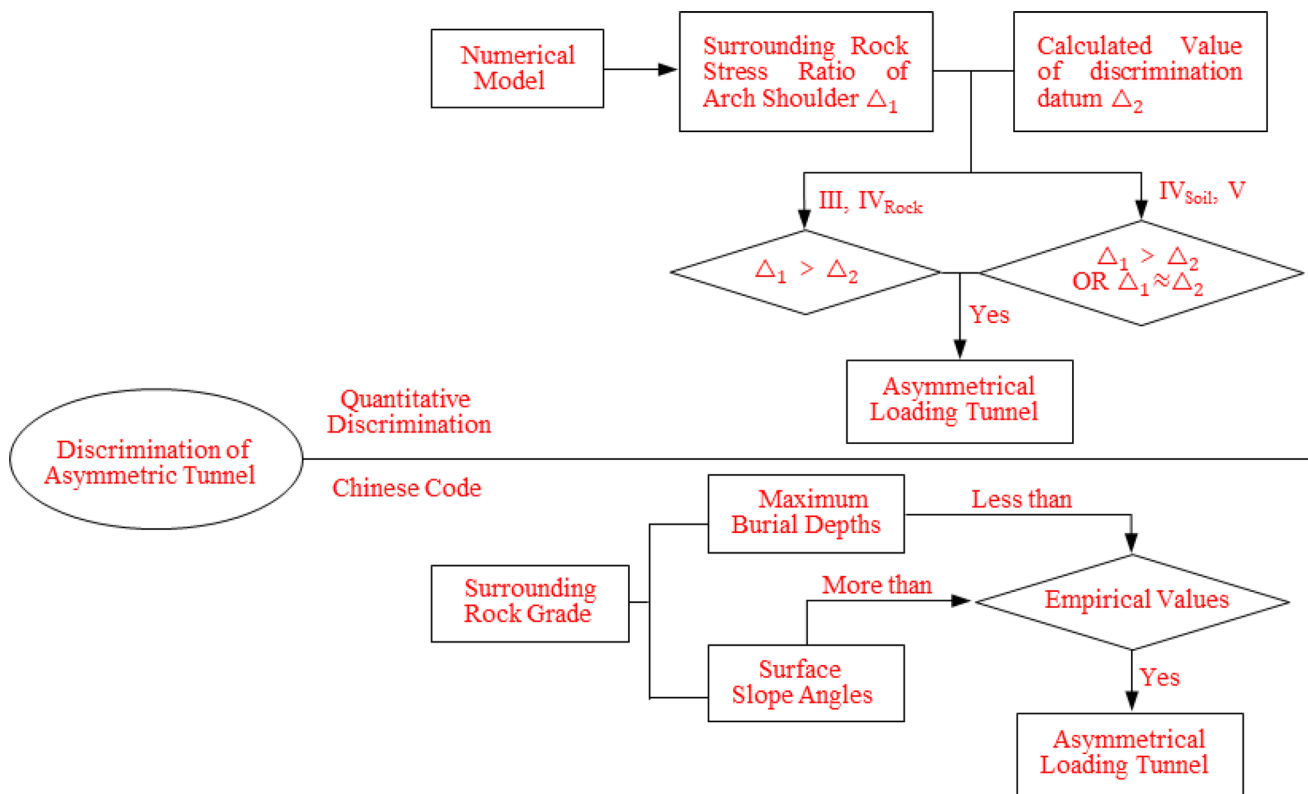 Numerical
Model
Surrounding Rock
Stress Ratio of
Arch Shoulder △₁
Calculated Value
of discrimination
datum △₂
III, IV_Rock
IV_Soil, V
△₁ > △₂
△₁ > △₂
OR △₁≈△₂
Yes
Asymmetrical
Loading Tunnel
Quantitative
Discrimination
Discrimination of
Asymmetric Tunnel
Chinese Code
Maximum
Burial Depths
Less than
Surrounding
Rock Grade
More than
Empirical Values
Surface
Slope Angles
Yes
Asymmetrical
Loading Tunnel